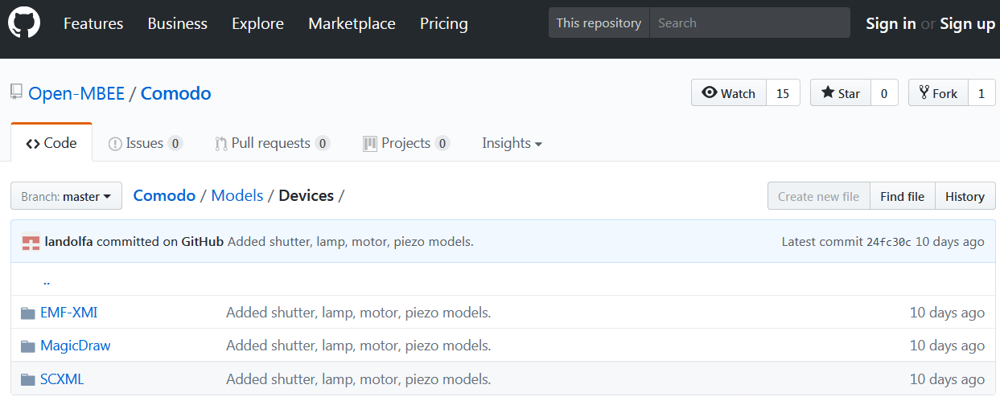 Features Business Explore Marketplace Pricing This repository Search Sign in or Sign up
Open-MBEE / Comodo Watch 15 Star 0 Fork 1
Code Issues 0 Pull requests 0 Projects 0 Insights
Branch: master Comodo / Models / Devices / Create new file Find file History
landolfa committed on GitHub Added shutter, lamp, motor, piezo models. Latest commit 24fc30c 10 days ago
..
EMF-XMI Added shutter, lamp, motor, piezo models. 10 days ago
MagicDraw Added shutter, lamp, motor, piezo models. 10 days ago
SCXML Added shutter, lamp, motor, piezo models. 10 days ago